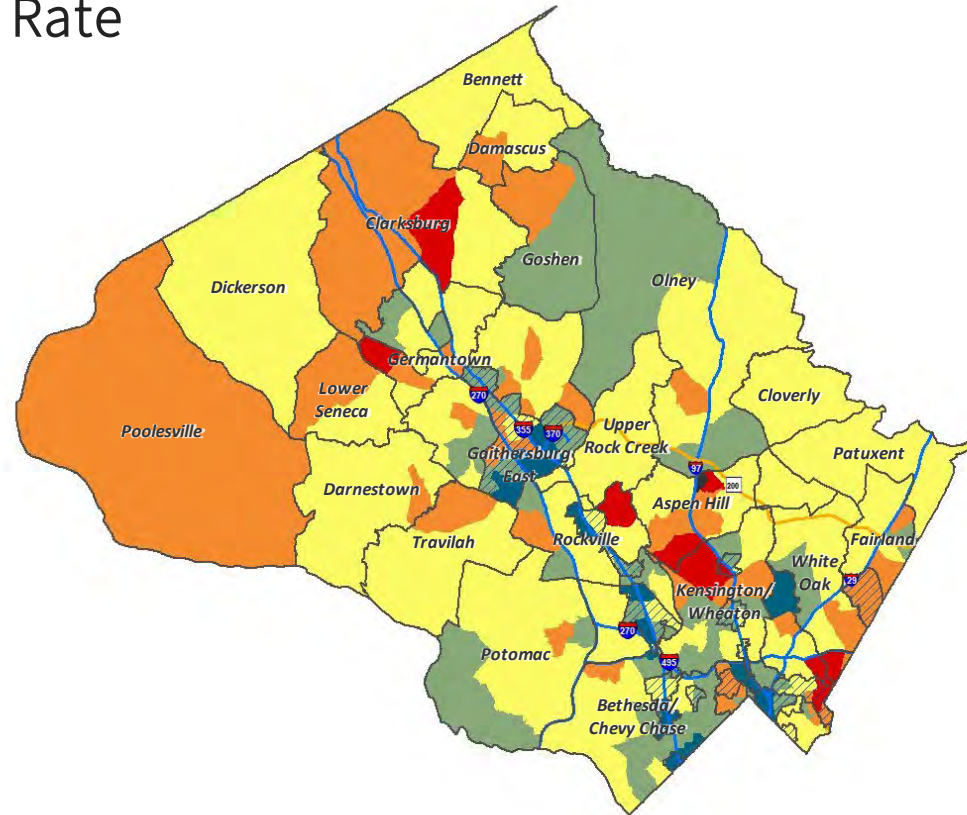 Rate
Bennett
Damascus
Clarksburg
Goshen
Olney
Dickerson
Germantown
Lower
Seneca
Cloverly
270
Poolesville
355
370
Upper
Rock Creek
Gaithersburg
East
Patuxent
97
200
Darnestown
Aspen Hill
Travilah
Rockville
Fairland
White
Oak
29
Kensington/
Wheaton
270
Potomac
495
Bethesda/
Chevy Chase